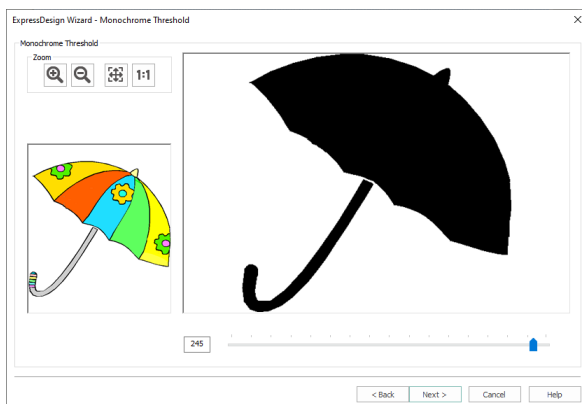 ExpressDesign Wizard - Monochrome Threshold
Monochrome Threshold
Zoom
1:1
245
< Back Next > Cancel Help